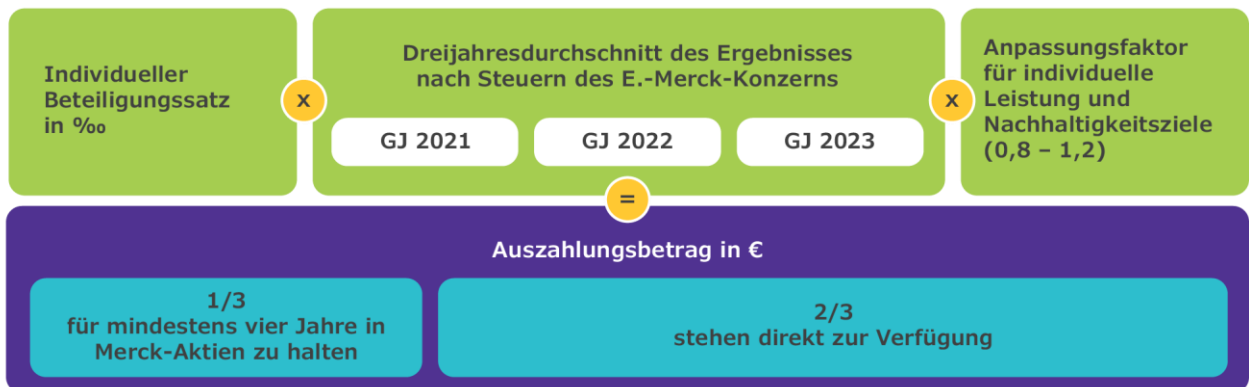 Individueller
Beteiligungssatz
in ‰
x
Dreijahresdurchschnitt des Ergebnisses
nach Steuern des E.-Merck-Konzerns
GJ 2021
GJ 2022
GJ 2023
x
Anpassungsfaktor
für individuelle
Leistung und
Nachhaltigkeitsziele
(0,8 – 1,2)
=
Auszahlungsbetrag in €
1/3
für mindestens vier Jahre in
Merck-Aktien zu halten
2/3
stehen direkt zur Verfügung